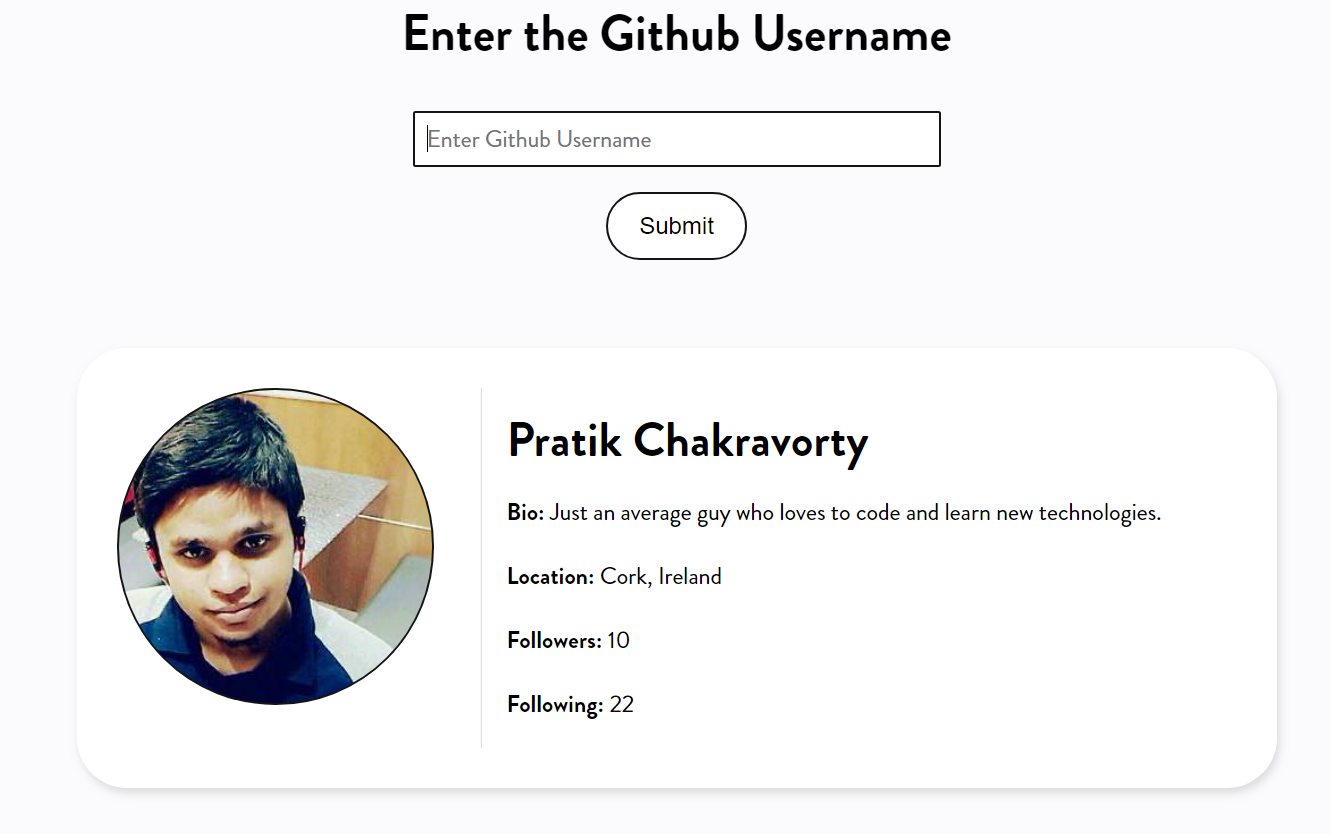 Enter the Github Username
Enter Github Username
Submit
Pratik Chakravorty
Bio: Just an average guy who loves to code and learn new technologies.
Location: Cork, Ireland
Followers: 10
Following: 22